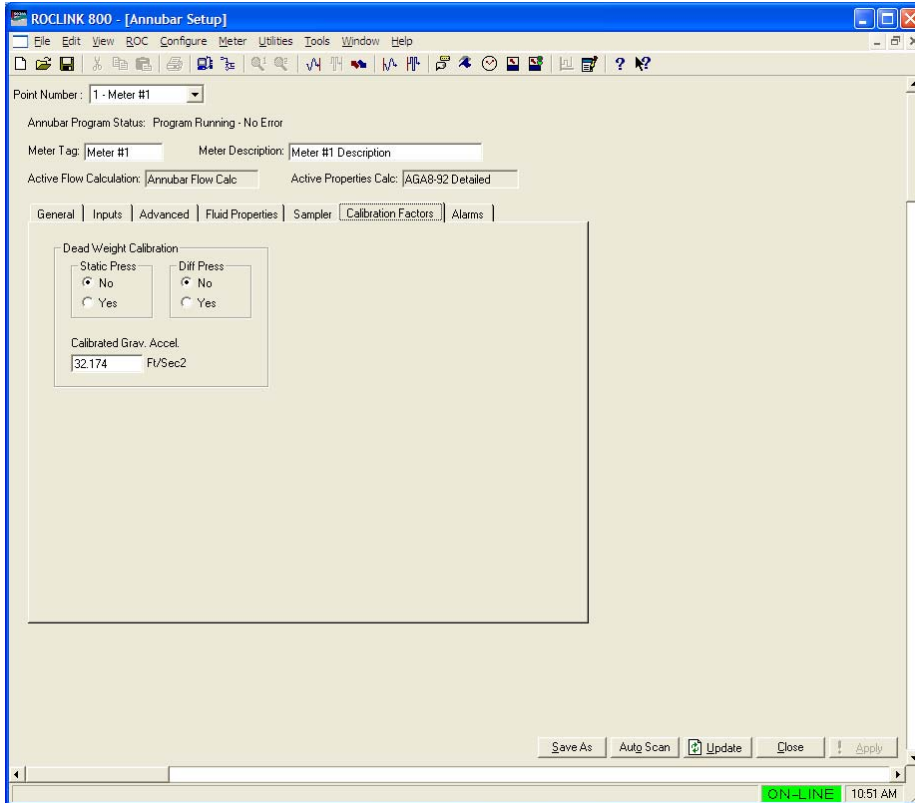 ROCLINK 800 - [Annubar Setup]
File Edit View ROC Configure Meter Utilities Tools Window Help
Point Number : 1 - Meter #1
Annubar Program Status: Program Running - No Error
Meter Tag: Meter #1 Meter Description: Meter #1 Description
Active Flow Calculation: Annubar Flow Calc Active Properties Calc: AGA8-92 Detailed
General Inputs Advanced Fluid Properties Sampler Calibration Factors Alarms
Dead Weight Calibration
Static Press Diff Press
No No
Yes Yes
Calibrated Grav. Accel.
32.174 Ft/Sec2
Save As Auto Scan Update Close ! Apply
ON-LINE 10:51 AM